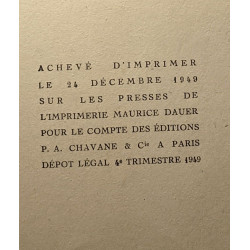 ACHEVÉ D'IMPRIMER
LE 24 DÉCEMBRE 1949
SUR LES PRESSES DE
L'IMPRIMERIE MAURICE DAUER
POUR LE COMPTE DES ÉDITIONS
P. A. CHAVANE & Cie A PARIS
DÉPOT LÉGAL 4e TRIMESTRE 1949